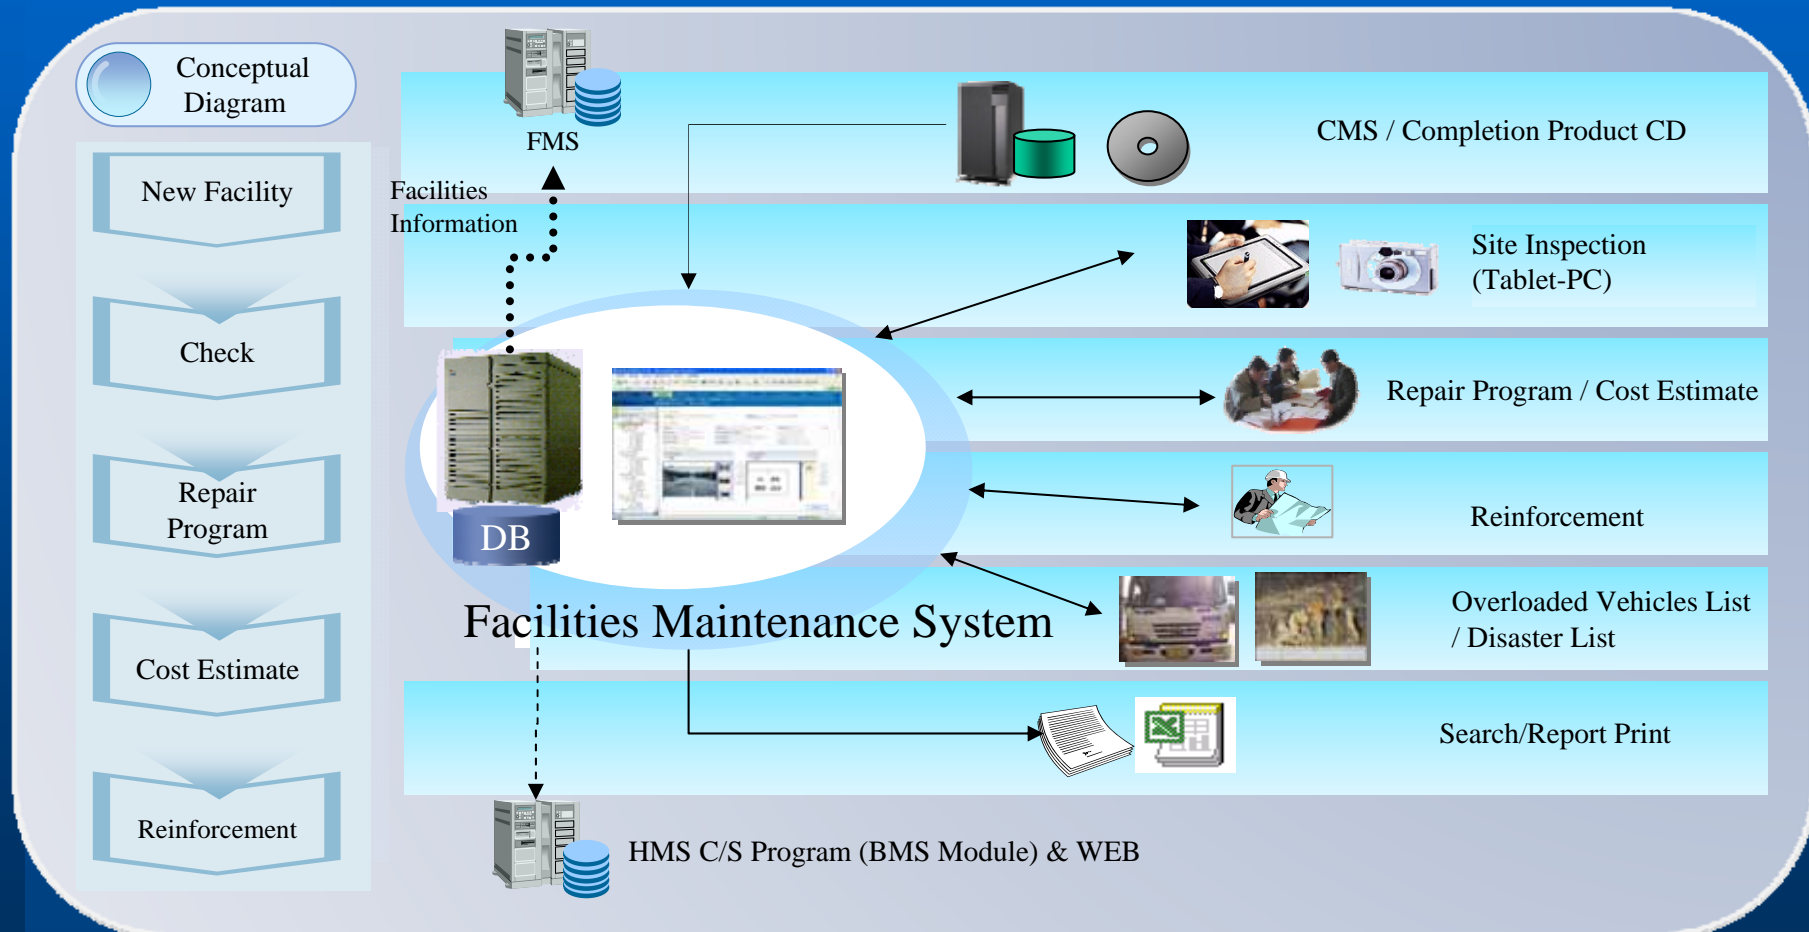 Conceptual
Diagram
New Facility
Check
Repair
Program
Cost Estimate
Reinforcement
FMS
Facilities
Information
CMS / Completion Product CD
Site Inspection
(Tablet-PC)
Repair Program / Cost Estimate
Reinforcement
DB
Facilities Maintenance System
Overloaded Vehicles List
/ Disaster List
Search/Report Print
HMS C/S Program (BMS Module) & WEB